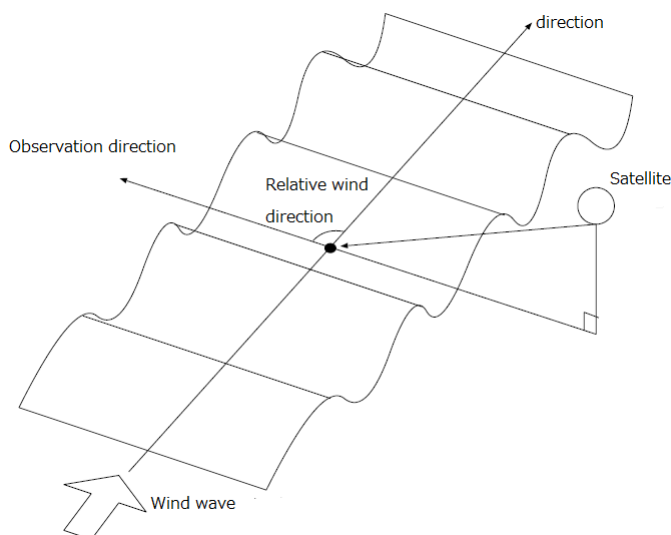 direction
Observation direction
Satellite
Relative wind
direction
Wind wave